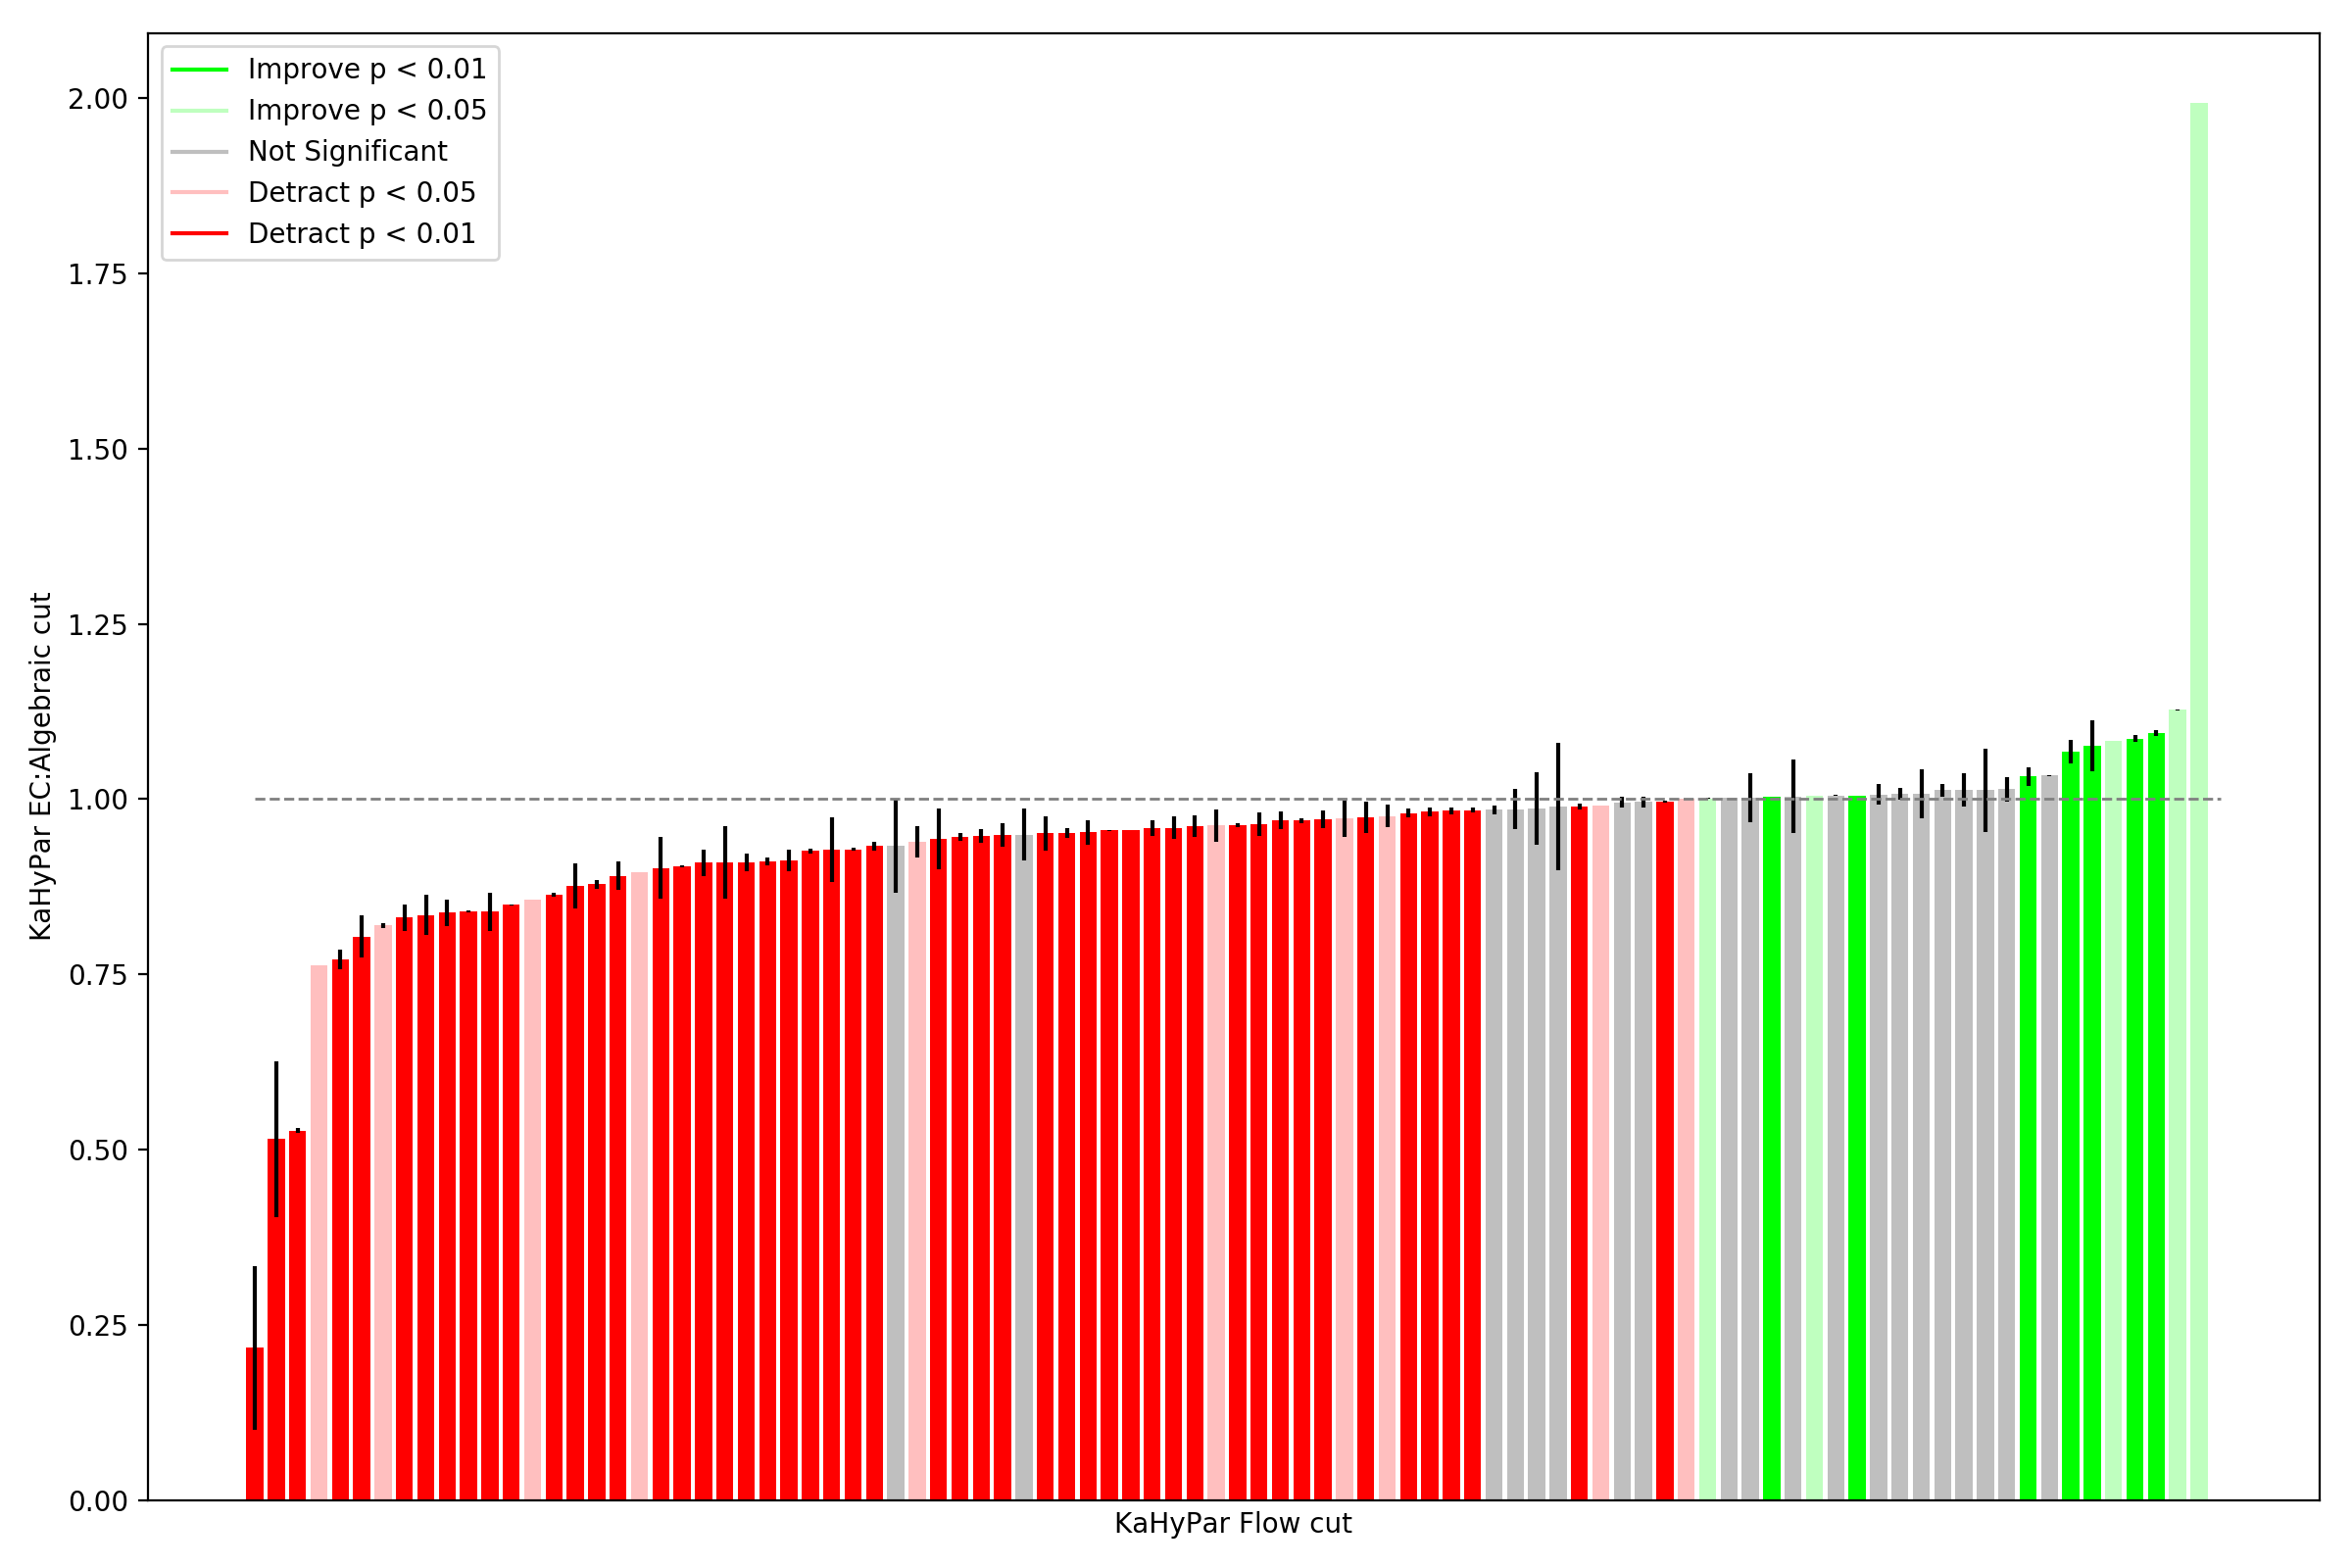 Improve p < 0.01
Improve p < 0.05
Not Significant
Detract p < 0.05
Detract p < 0.01
2.00
1.75
1.50
1.25
1.00
0.75
0.50
0.25
0.00
KaHyPar EC:Algebraic cut
KaHyPar Flow cut